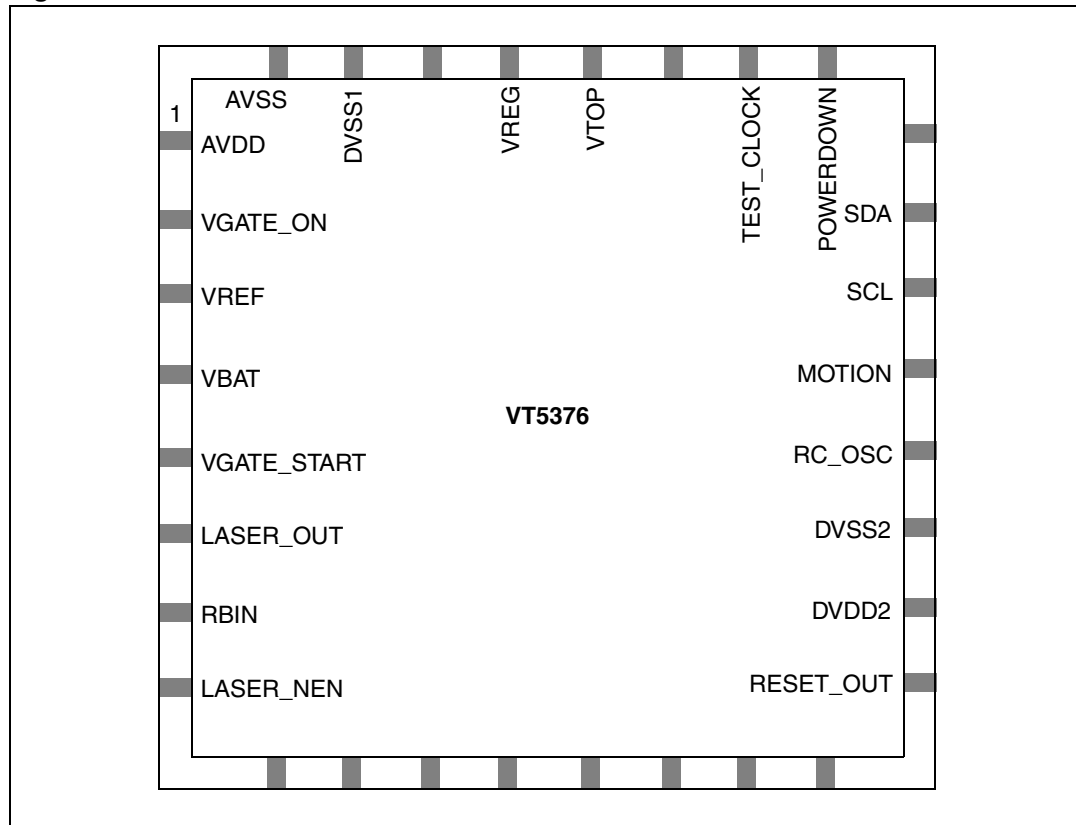 AVSS
DVSS1
VREG
VTOP
TEST_CLOCK
POWERDOWN
1
AVDD
VGATE_ON
VREF
VBAT
VGATE_START
LASER_OUT
RBIN
LASER_NEN
VT5376
SDA
SCL
MOTION
RC_OSC
DVSS2
DVDD2
RESET_OUT